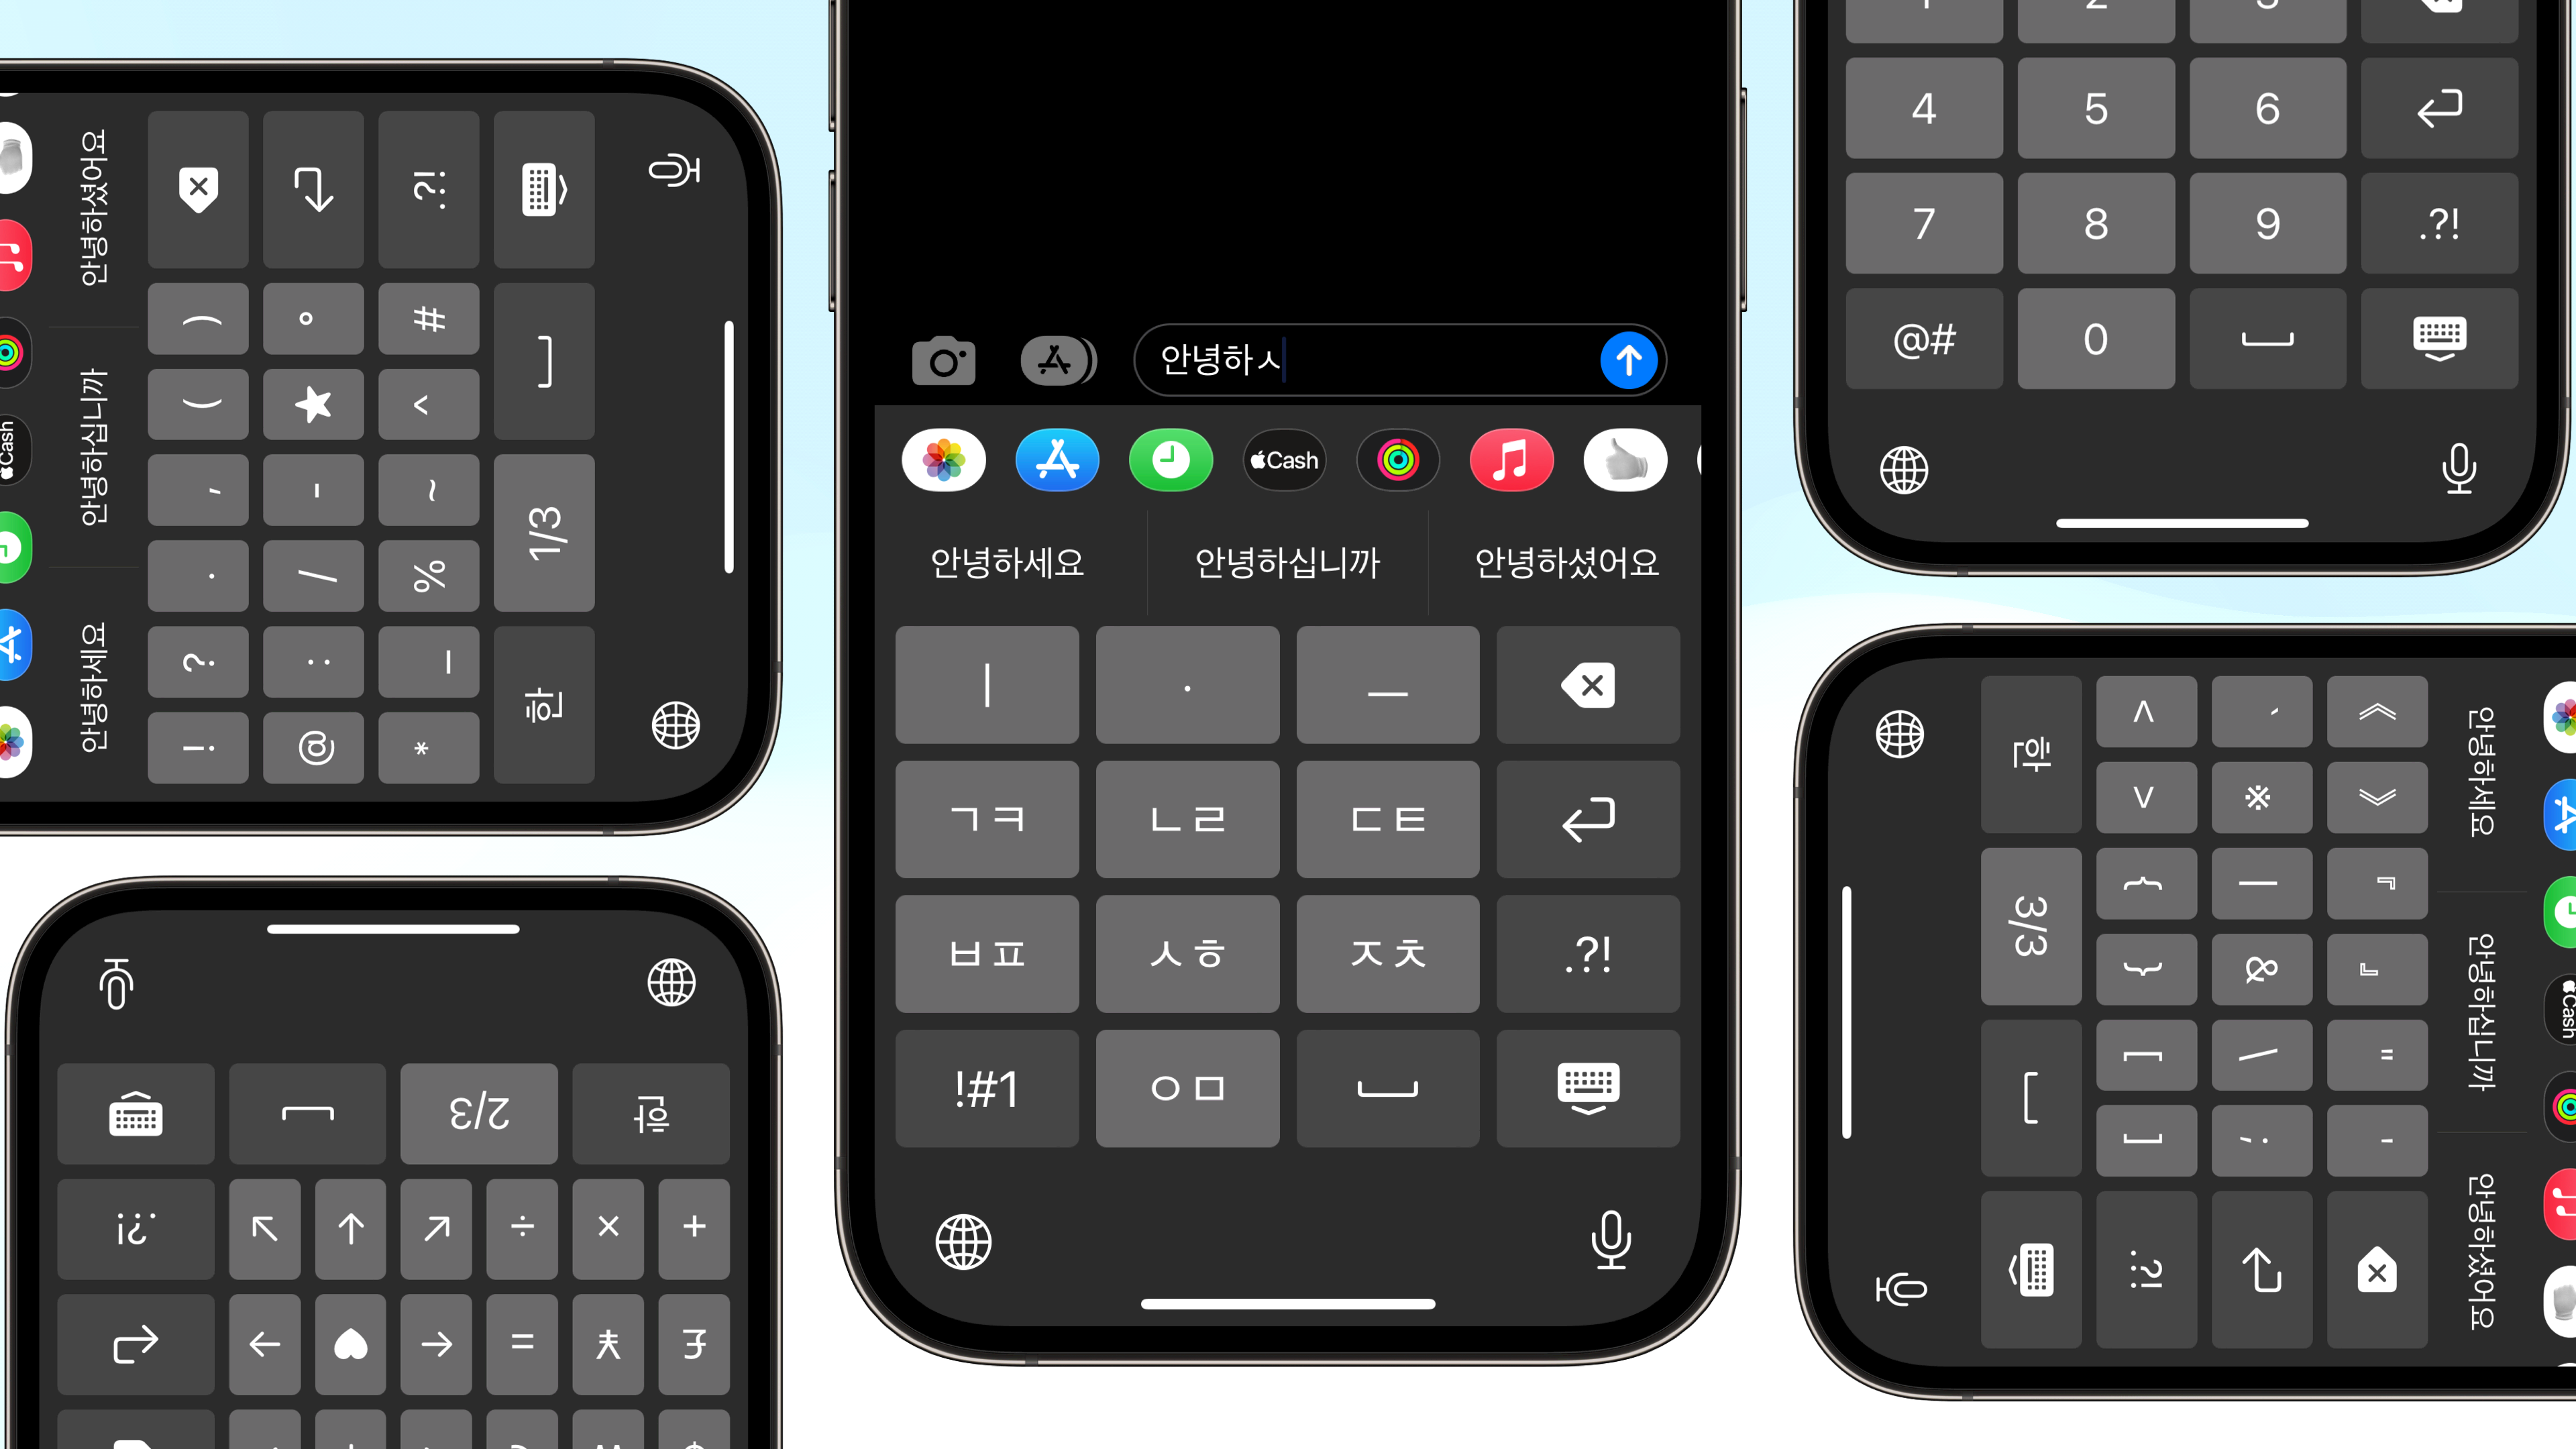 안녕하ㅅ
Cash
안녕하세요 안녕하십니까 안녕하셨어요
ㅣ · ㅡ
ㄱㅋ ㄴㄹ ㄷㅌ
ㅂㅍ ㅅㅎ ㅈㅊ .?!
!#1 ㅇㅁ
Cash
안녕하세요 안녕하십니까 안녕하셨어요
! ? . , ( )
@ : / - ★ °
* _ % ~ ^ #
.?!
한 1/3
한 2/3
+ × ÷ ↗ ↑ ↖ .?!
£ ¥ = → ♥ ←
4 5 6
7 8 9 .?!
@# 0
Cash
안녕하세요 안녕하십니까 안녕하셨어요
《 》 『 』 " '
` ※ | & \ ;
< > { } [ ] .?!
한 3/3